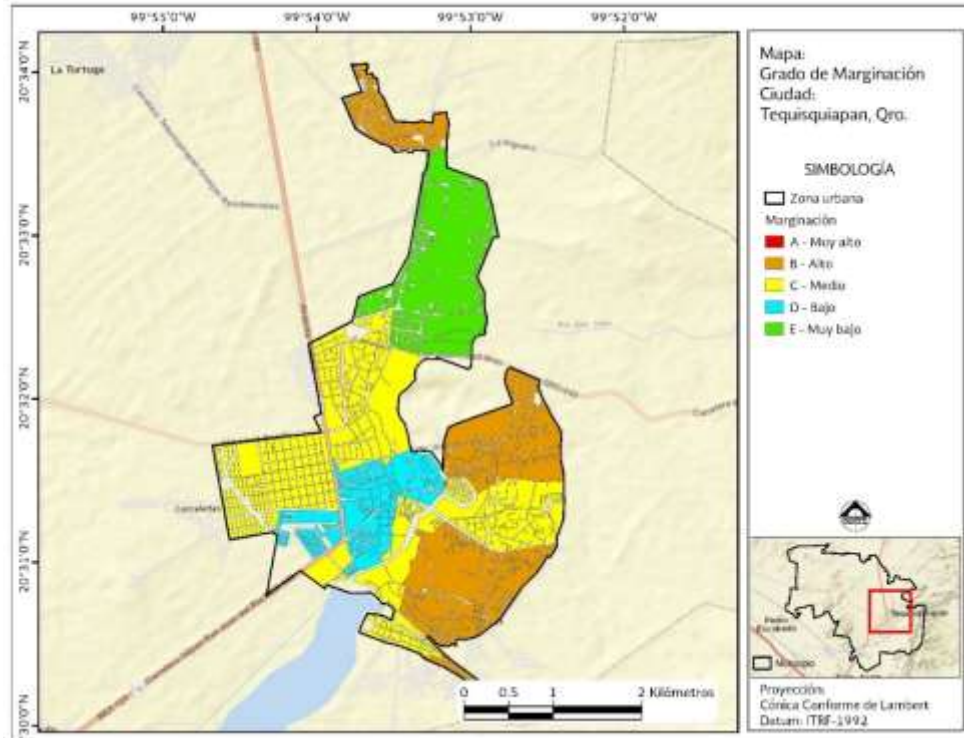 99°55'0"W 99°54'0"W 99°53'0"W 99°52'0"W
20°34'0"N
20°33'0"N
20°32'0"N
20°31'0"N
20°30'0"N
La Tortuga
0 0.5 1 2 Kilómetros
Mapa:
Grado de Marginación
Ciudad:
Tequisquiapan, Qro.
SIMBOLOGÍA
Zona urbana
Marginación
A - Muy alto
B - Alto
C - Medio
D - Bajo
E - Muy bajo
Municipio
Proyección:
Cónica Conforme de Lambert
Datum: ITRF-1992